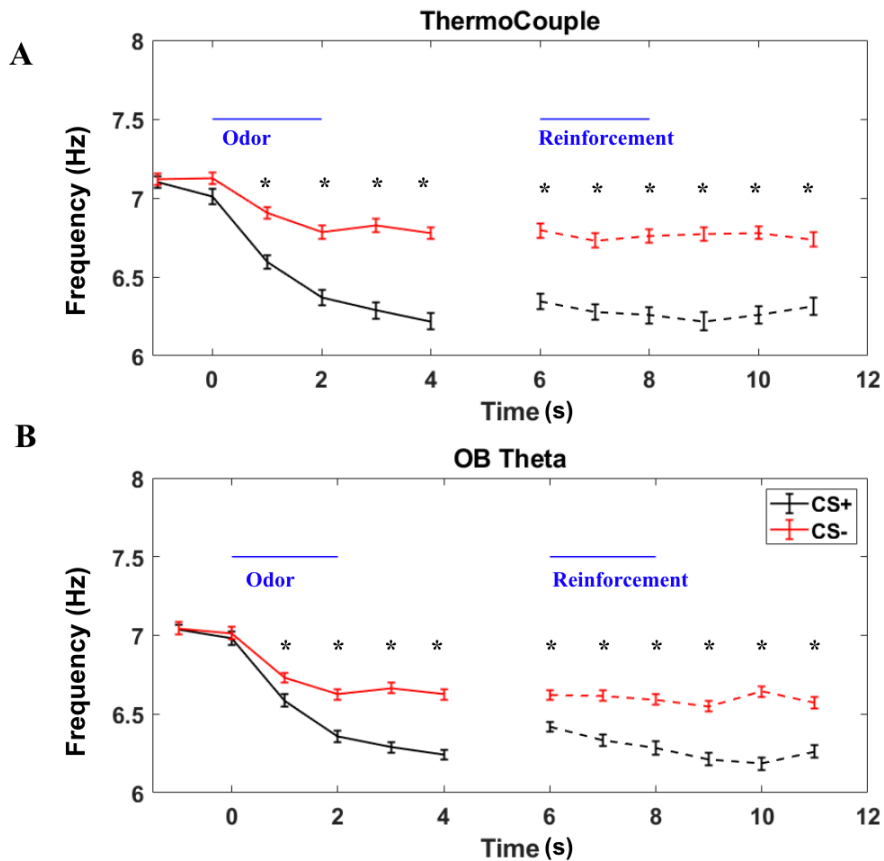 A
ThermoCouple
8
7.5
7
6.5
6
Frequency (Hz)
Odor
Reinforcement
* * * * * * * * * *
0 2 4 6 8 10 12
Time (s)
B
OB Theta
8
7.5
7
6.5
6
Frequency (Hz)
CS+
CS-
Odor
Reinforcement
* * * * * * * * * *
0 2 4 6 8 10 12
Time (s)